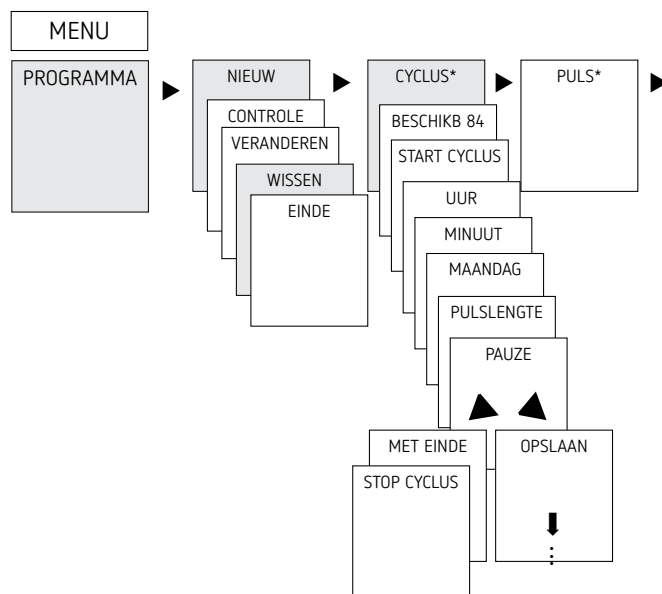 MENU
PROGRAMMA
NIEUW
CONTROLE
VERANDEREN
WISSEN
EINDE
CYCLUS*
BESCHIKB 84
START CYCLUS
UUR
MINUUT
MAANDAG
PULSLENGTE
PAUZE
MET EINDE
STOP CYCLUS
OPSLAAN
PULS*